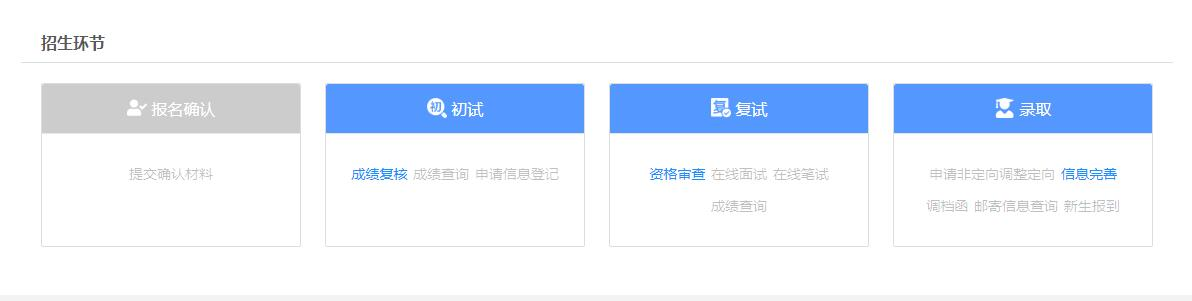 招生环节
报名确认
提交确认材料
初试
成绩复核 成绩查询 申请信息登记
复试
资格审查 在线面试 在线笔试
成绩查询
录取
申请非定向调整定向 信息完善
调档函 邮寄信息查询 新生报到